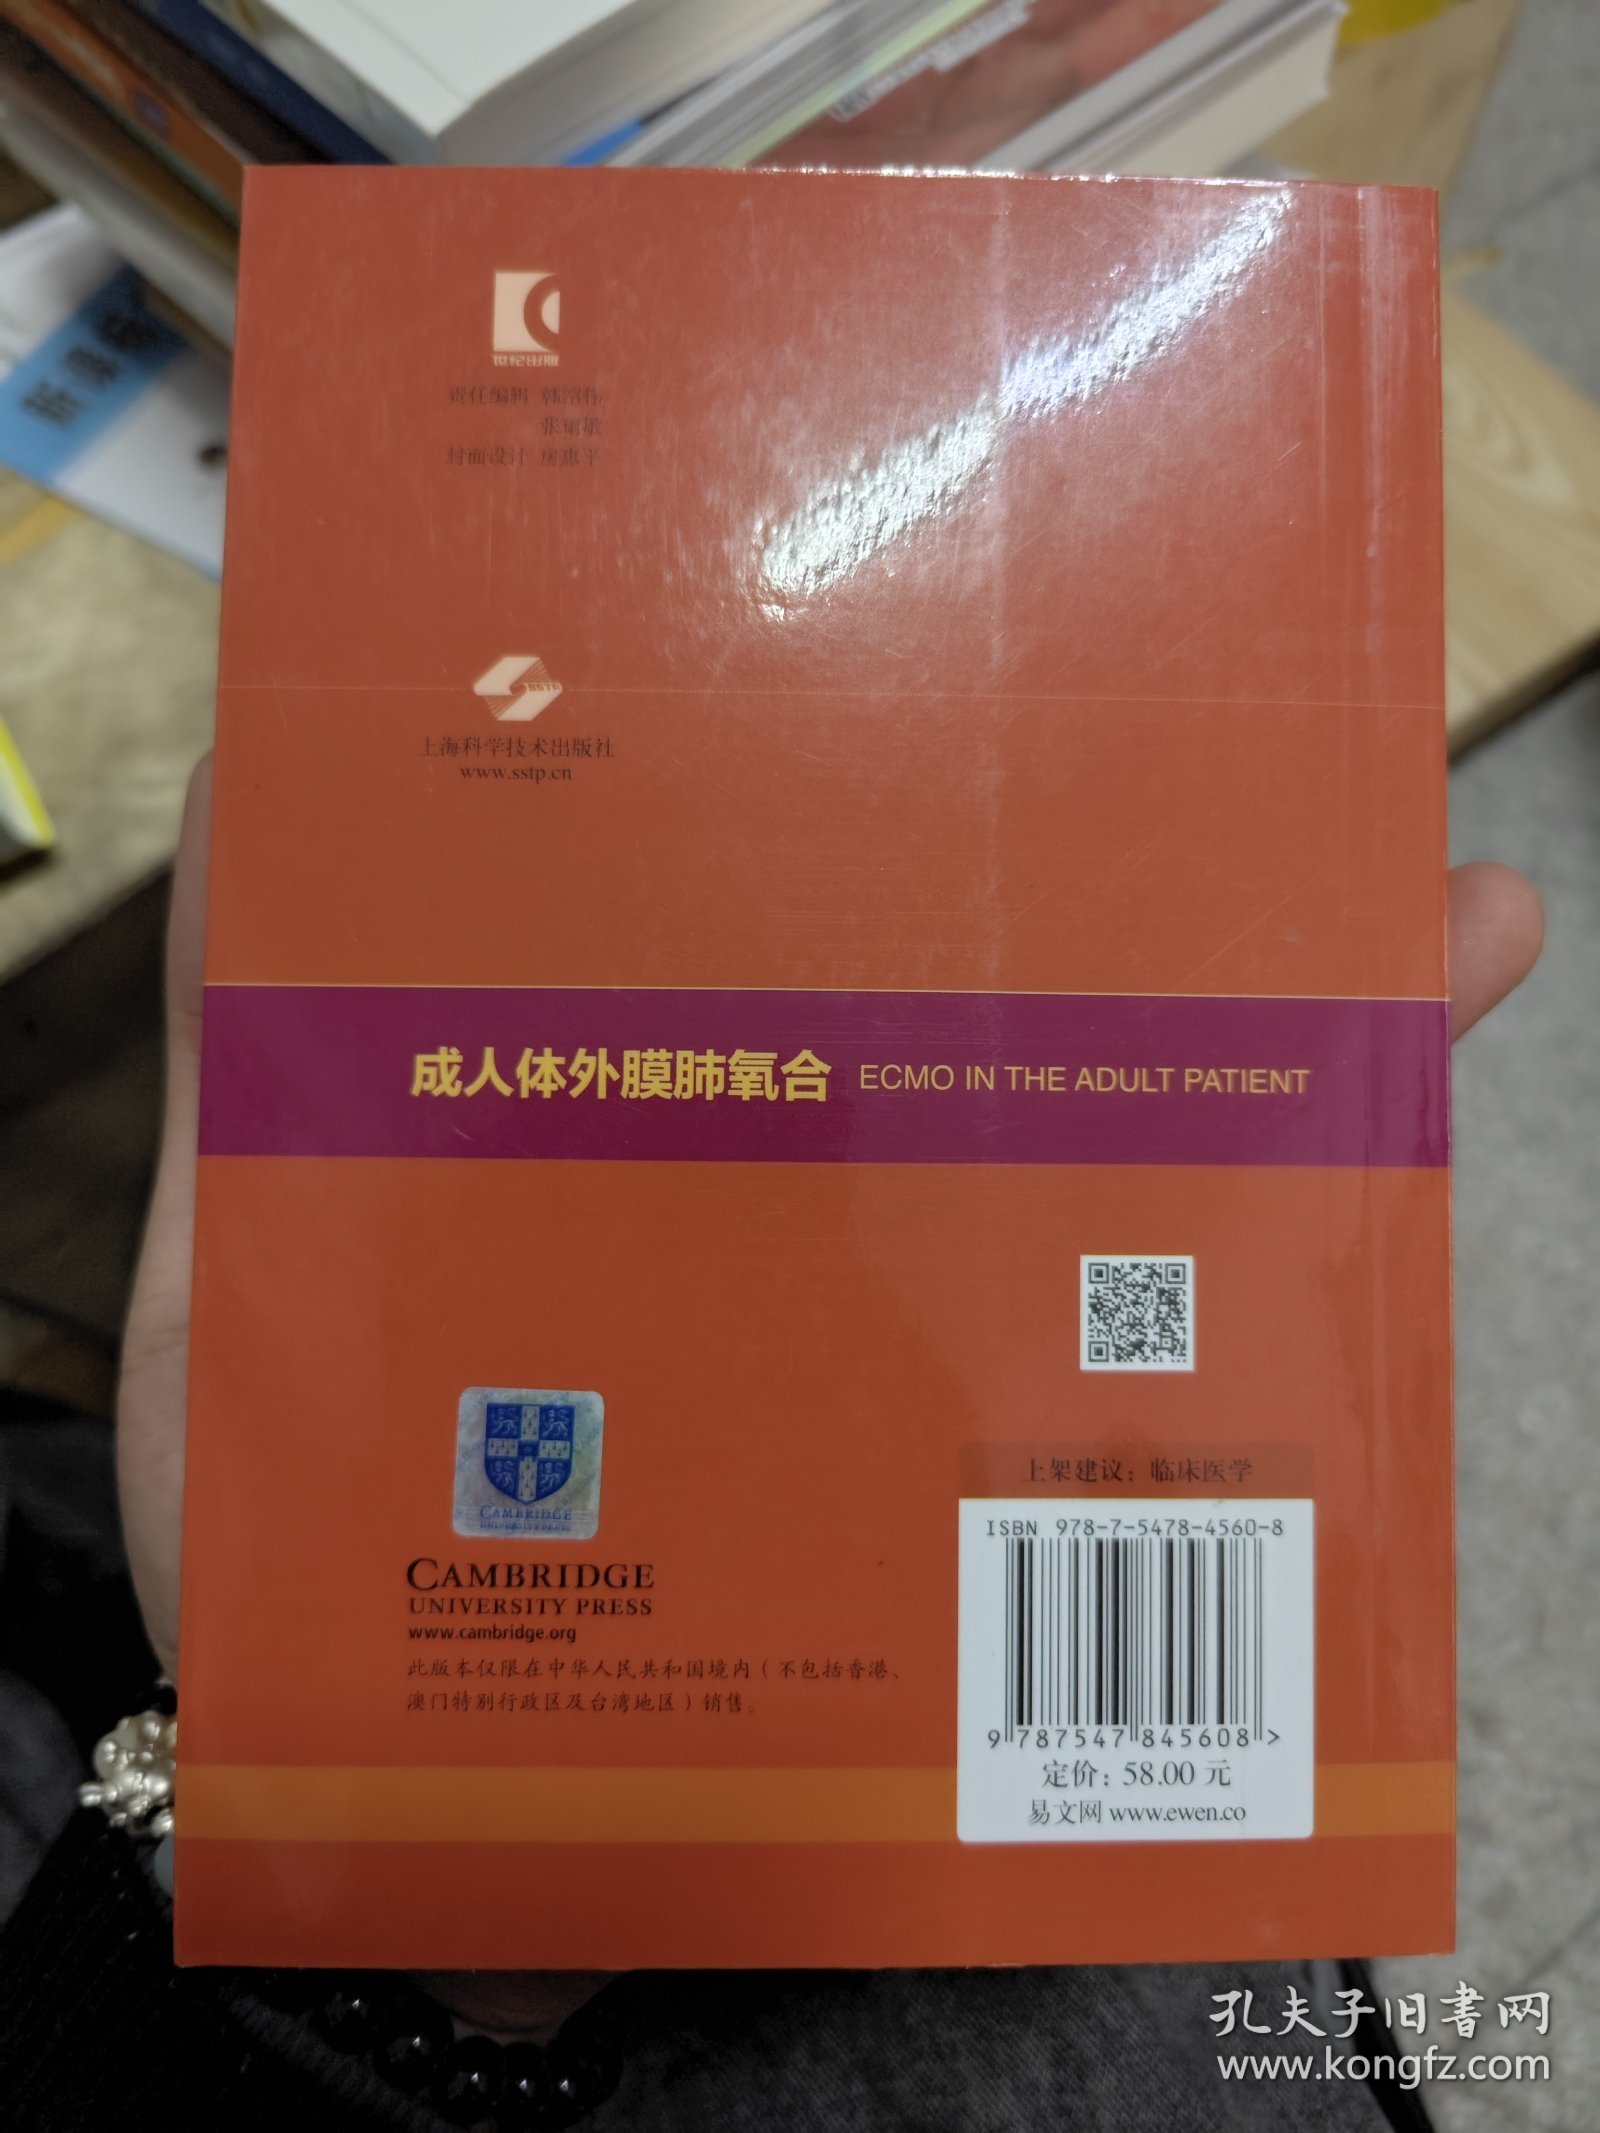 世纪出版
责任编辑 韩绍伟
张瑶敏
封面设计 房惠平
SSTP
上海科学技术出版社
www.sstp.cn
成人体外膜肺氧合 ECMO IN THE ADULT PATIENT
CAMBRIDGE
UNIVERSITY PRESS
CAMBRIDGE
UNIVERSITY PRESS
www.cambridge.org
此版本仅限在中华人民共和国境内（不包括香港、
澳门特别行政区及台湾地区）销售。
上架建议：临床医学
ISBN 978-7-5478-4560-8
9 787547 845608 >
定价：58.00 元
易文网 www.ewen.co
孔夫子旧书网
www.kongfz.com